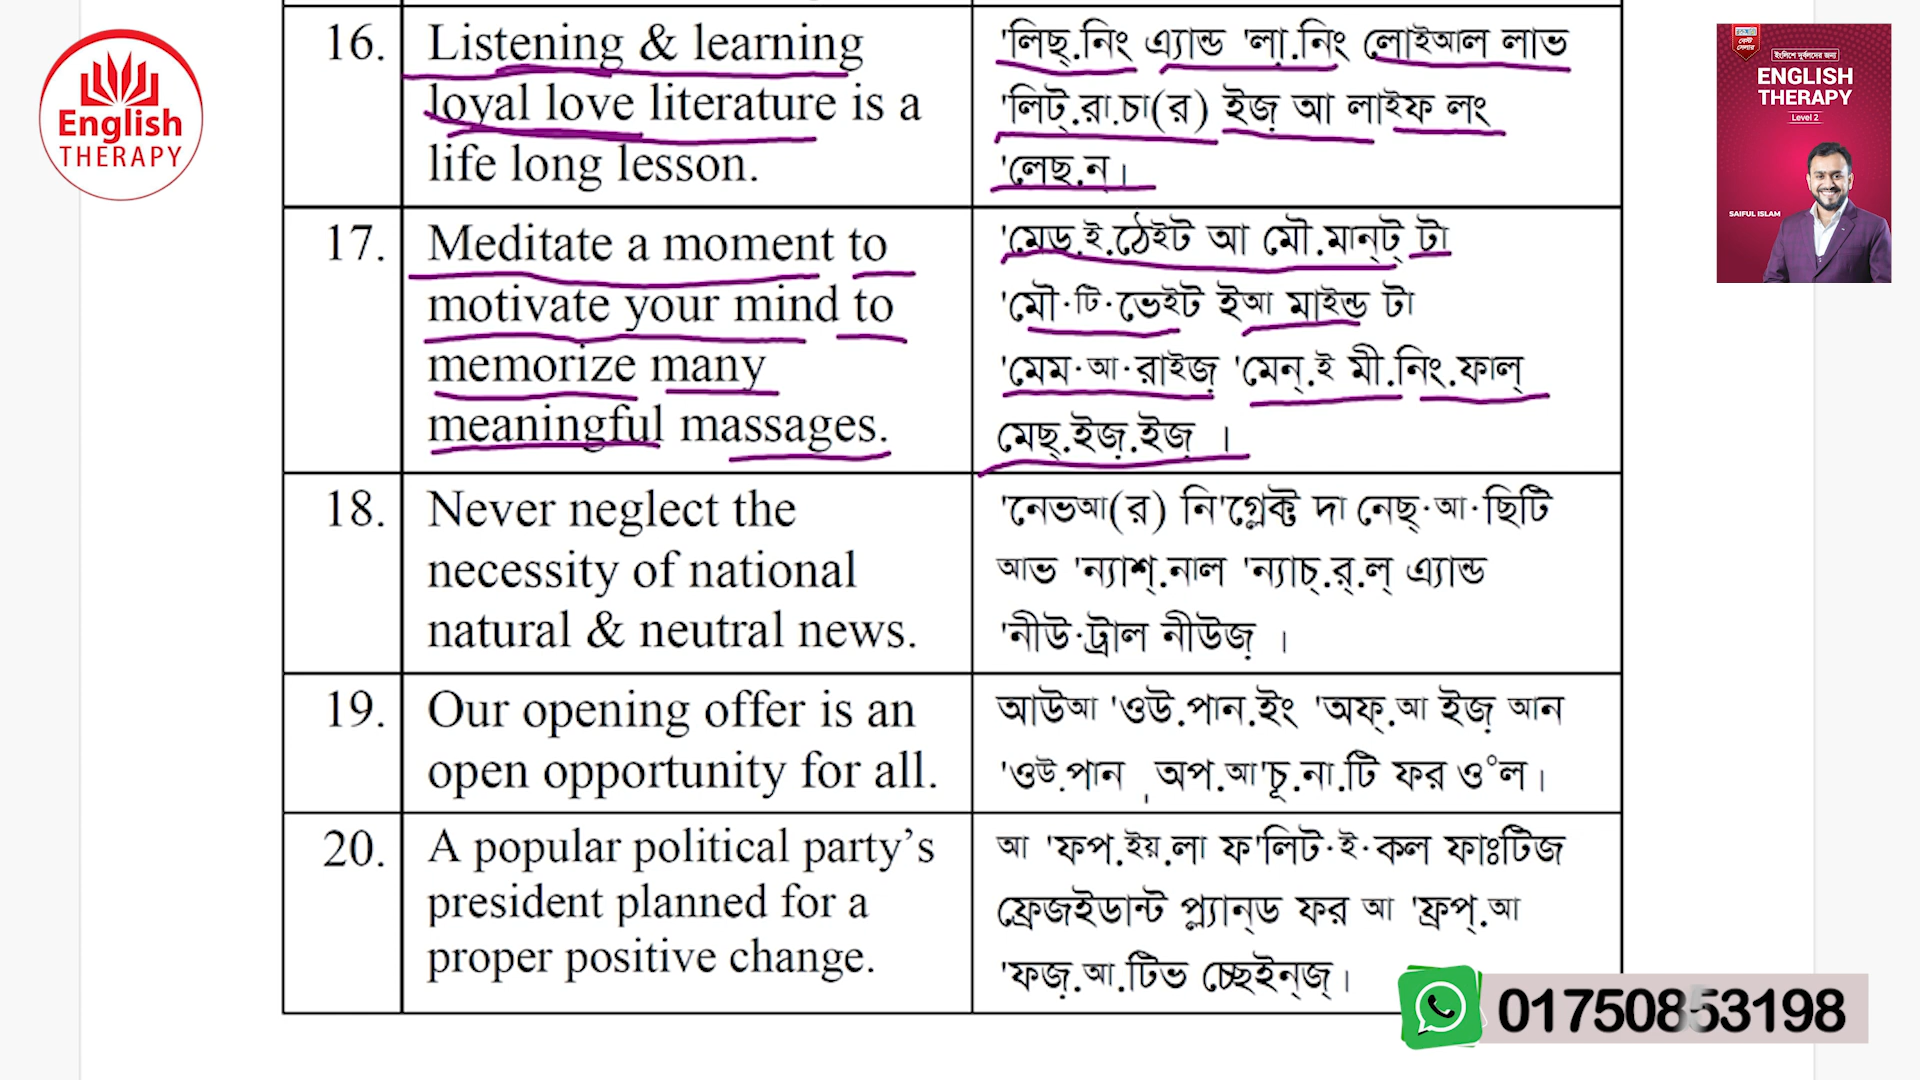 English
THERAPY
16. Listening & learning
loyal love literature is a
life long lesson.
'লিছ্.নিং এ্যান্ড 'লা.নিং লোইআল লাভ
'লিট্.রা.চা(র) ইজ় আ লাইফ লং
'লেছ.ন্।
17. Meditate a moment to
motivate your mind to
memorize many
meaningful massages.
'মেড.ই.ঠেইট আ মৌ.মান্ট্ টা
'মৌ·টি·ভেইট ইআ মাইন্ড টা
'মেম·আ·রাইজ় 'মেন্.ই মী.নিং.ফাল্
মেছ্.ইজ়.ইজ় ।
18. Never neglect the
necessity of national
natural & neutral news.
'নেভআ(র) নি'গ্লেক্ট দা নেছ্·আ·ছিটি
আভ 'ন্যাশ্.নাল 'ন্যাচ্.র্.ল্ এ্যান্ড
'নীউ·ট্রাল নীউজ় ।
19. Our opening offer is an
open opportunity for all.
আউআ 'ওউ.পান.ইং 'অফ্.আ ইজ় আন
'ওউ.পান ˌঅপ.আ'চূ.না.টি ফর ও°ল।
20. A popular political party’s
president planned for a
proper positive change.
আ 'ফপ.ইয়.লা ফ'লিট·ই·কল ফাঃটিজ
ফ্রেজইডান্ট প্ল্যান্ড ফর আ 'ফ্রপ্.আ
'ফজ়.আ.টিভ চ্ছেইন্জ্।
ইংলিশে দুর্বলদের জন্য
ENGLISH
THERAPY
Level 2
SAIFUL ISLAM
01750853198